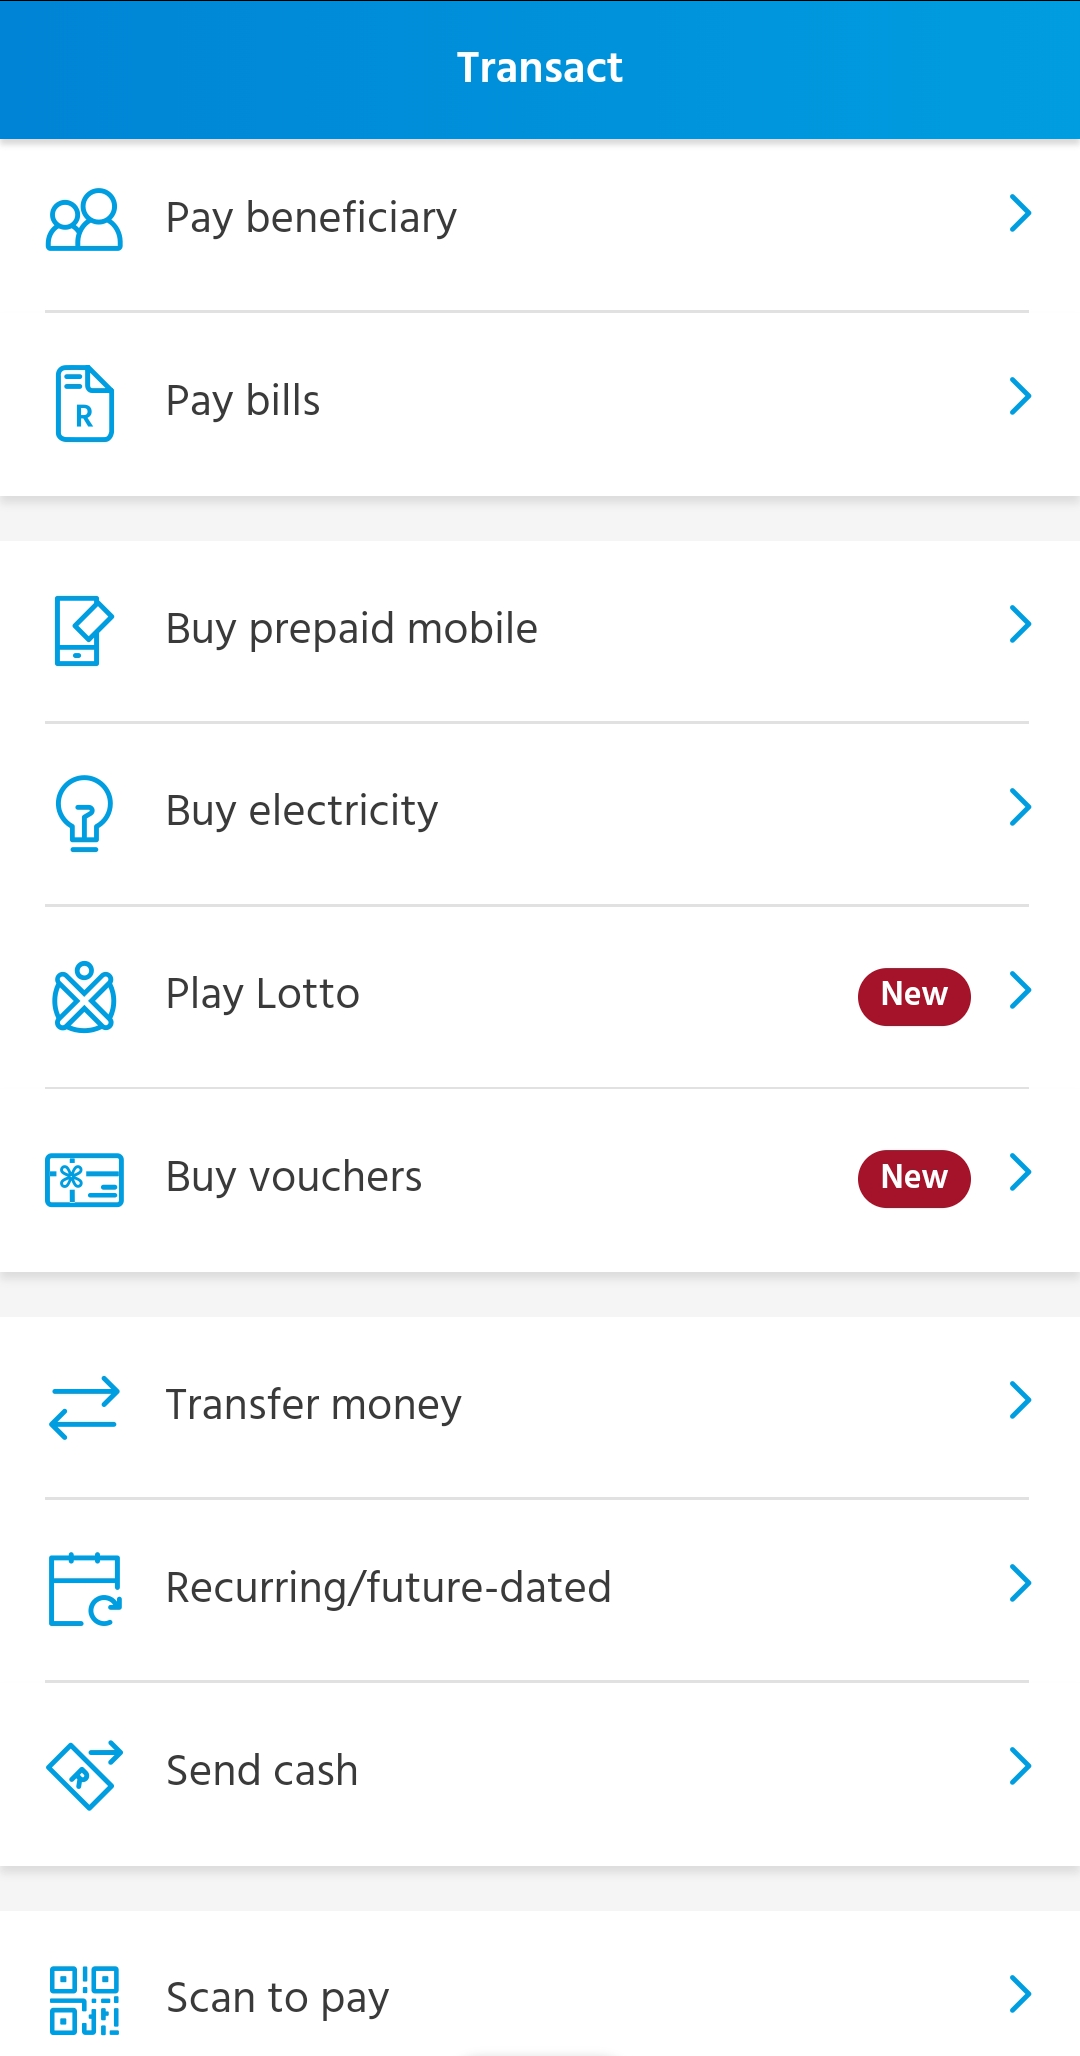 Transact
Pay beneficiary
R
Pay bills
Buy prepaid mobile
Buy electricity
Play Lotto
New
Buy vouchers
New
Transfer money
Recurring/future-dated
R
Send cash
Scan to pay